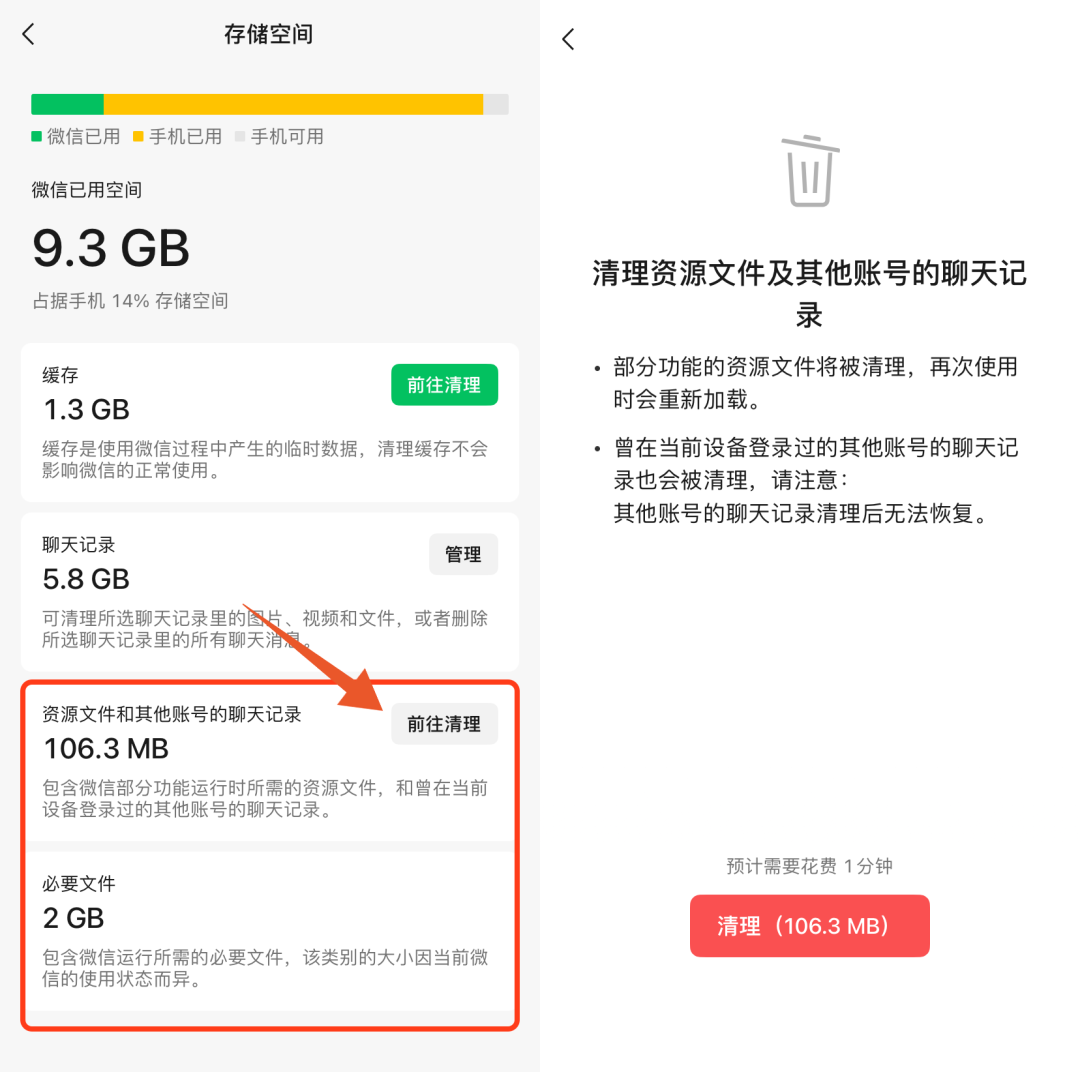 存储空间
微信已用 手机已用 手机可用
微信已用空间
9.3 GB
占据手机 14% 存储空间
缓存
前往清理
1.3 GB
缓存是使用微信过程中产生的临时数据，清理缓存不会
影响微信的正常使用。
聊天记录
管理
5.8 GB
可清理所选聊天记录里的图片、视频和文件，或者删除
所选聊天记录里的所有聊天消息。
资源文件和其他账号的聊天记录
前往清理
106.3 MB
包含微信部分功能运行时所需的资源文件，和曾在当前
设备登录过的其他账号的聊天记录。
必要文件
2 GB
包含微信运行所需的必要文件，该类别的大小因当前微
信的使用状态而异。
清理资源文件及其他账号的聊天记
录
• 部分功能的资源文件将被清理，再次使用
时会重新加载。
• 曾在当前设备登录过的其他账号的聊天记
录也会被清理，请注意：
其他账号的聊天记录清理后无法恢复。
预计需要花费 1 分钟
清理（106.3 MB）